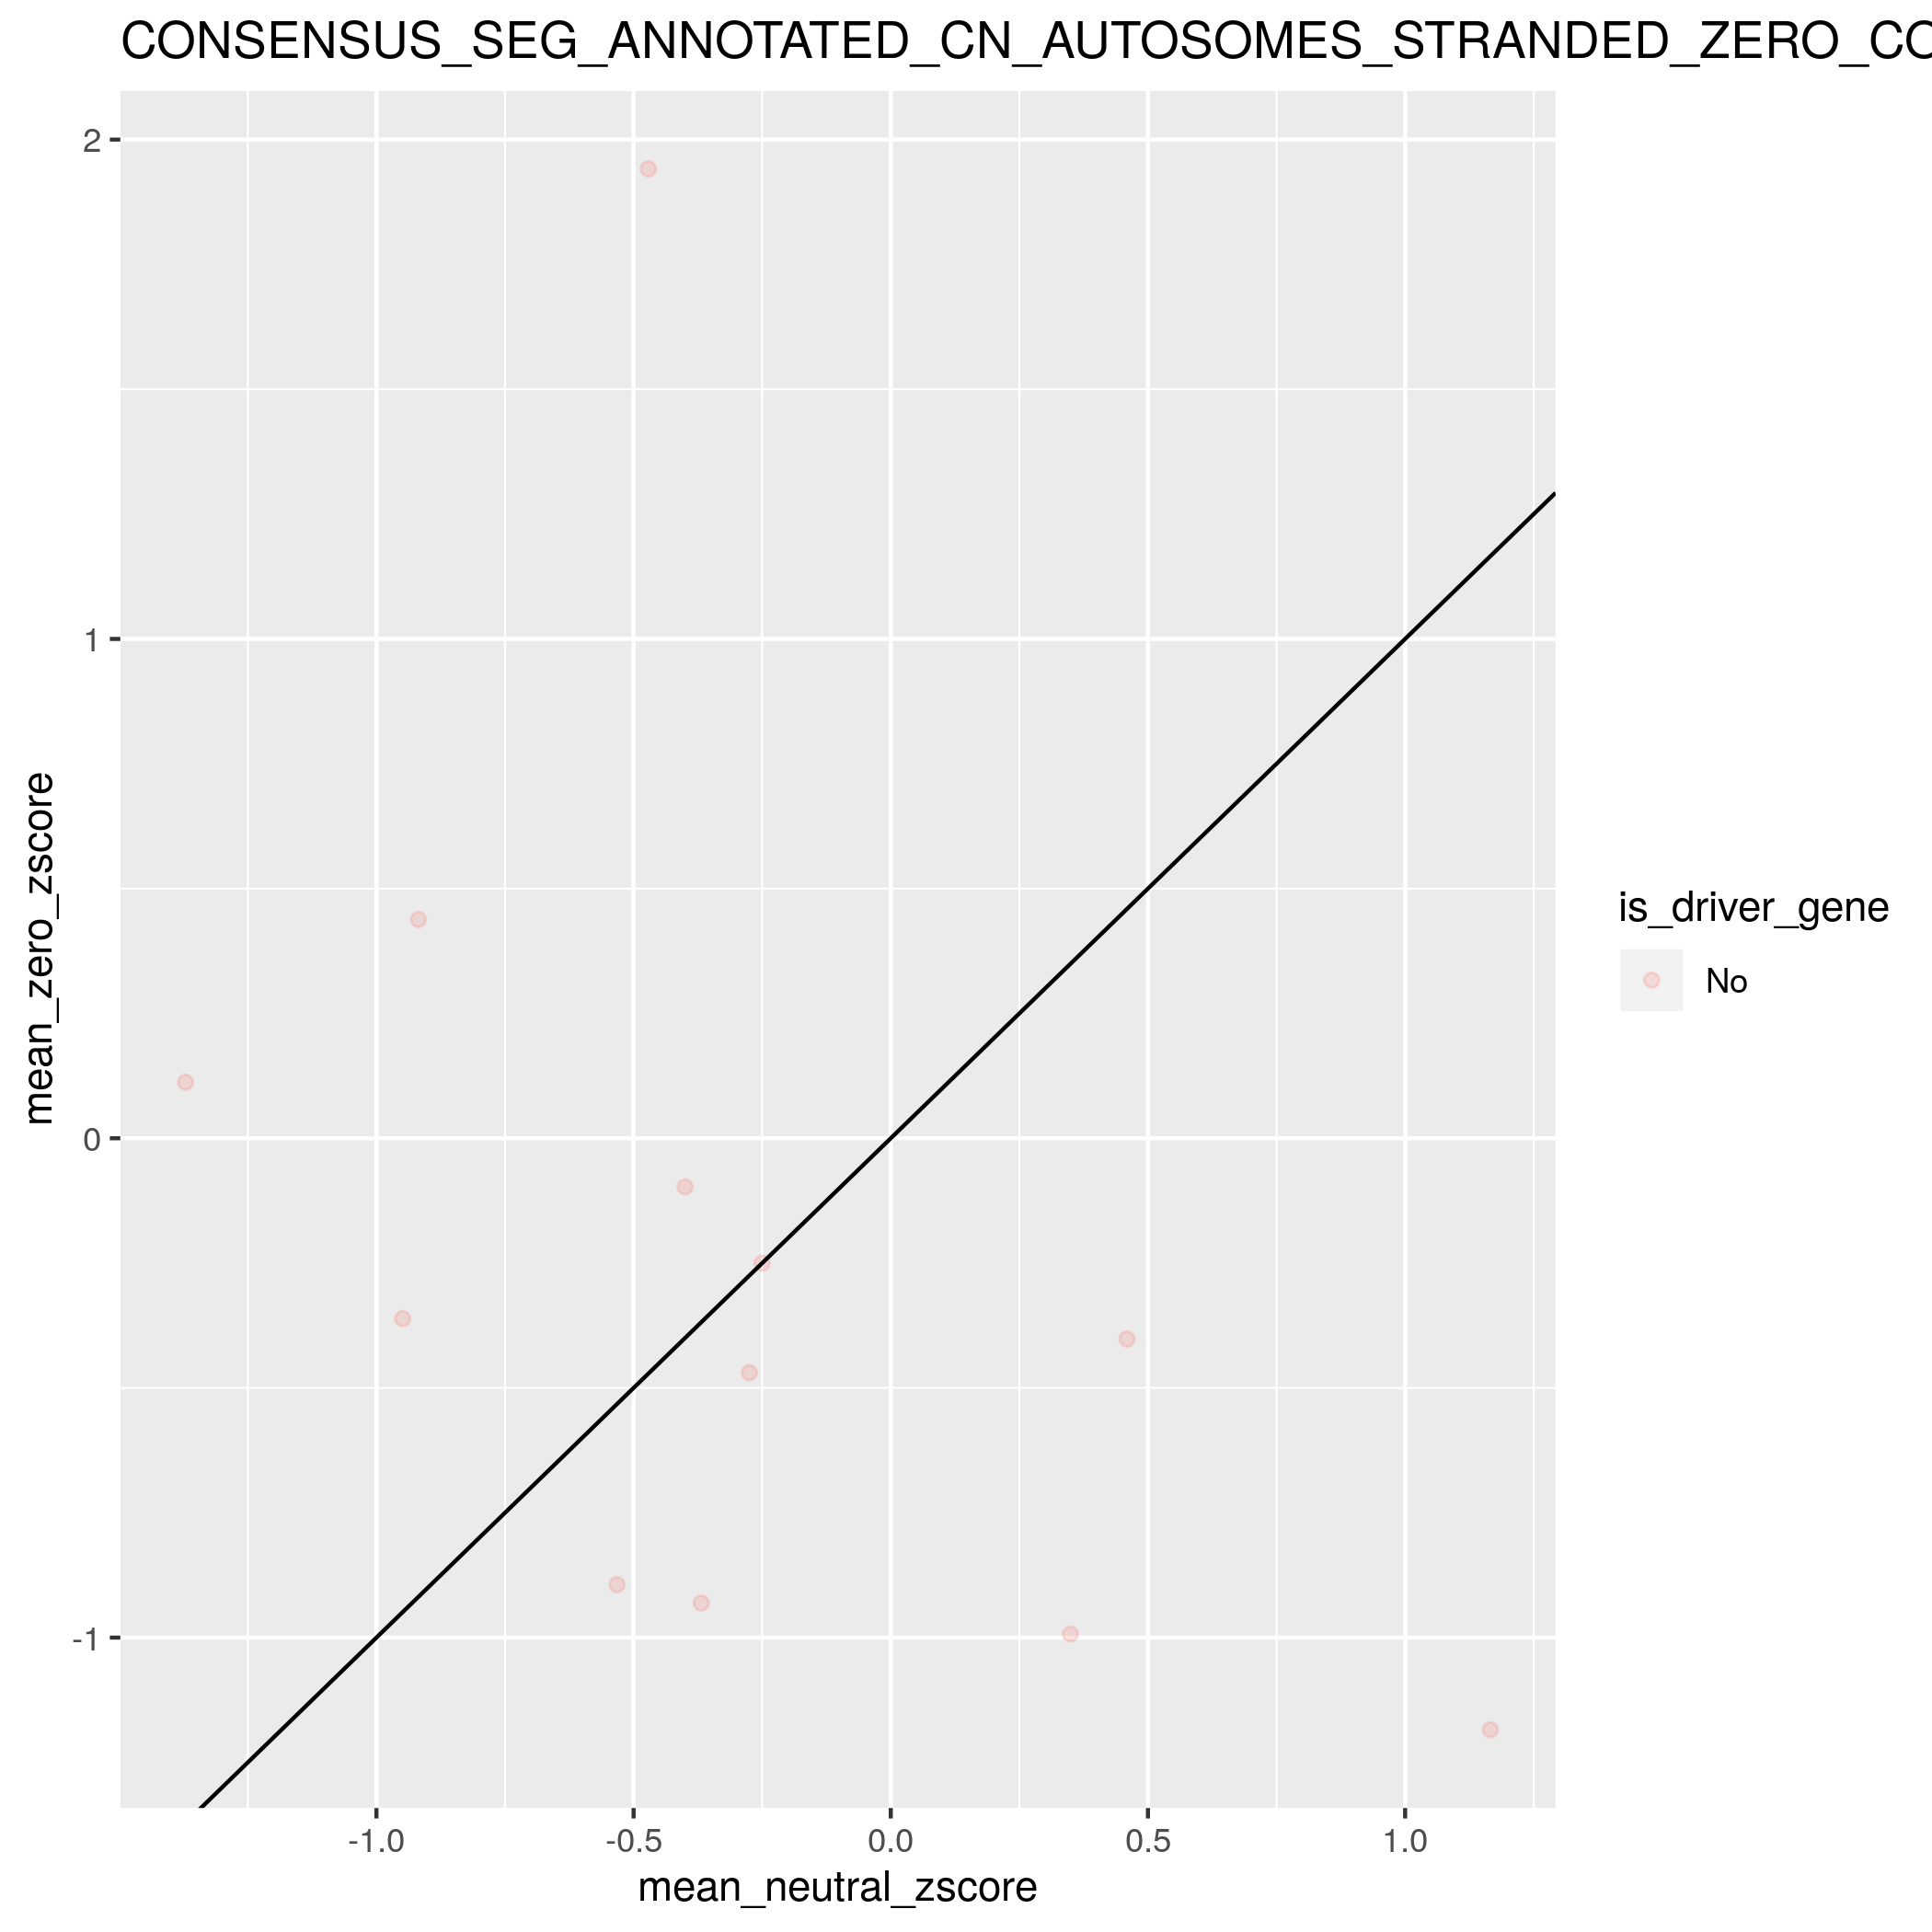 CONSENSUS_SEG_ANNOTATED_CN_AUTOSOMES_STRANDED_ZERO_CO
2
1
0
-1
mean_zero_zscore
-1.0 -0.5 0.0 0.5 1.0
mean_neutral_zscore
is_driver_gene
No